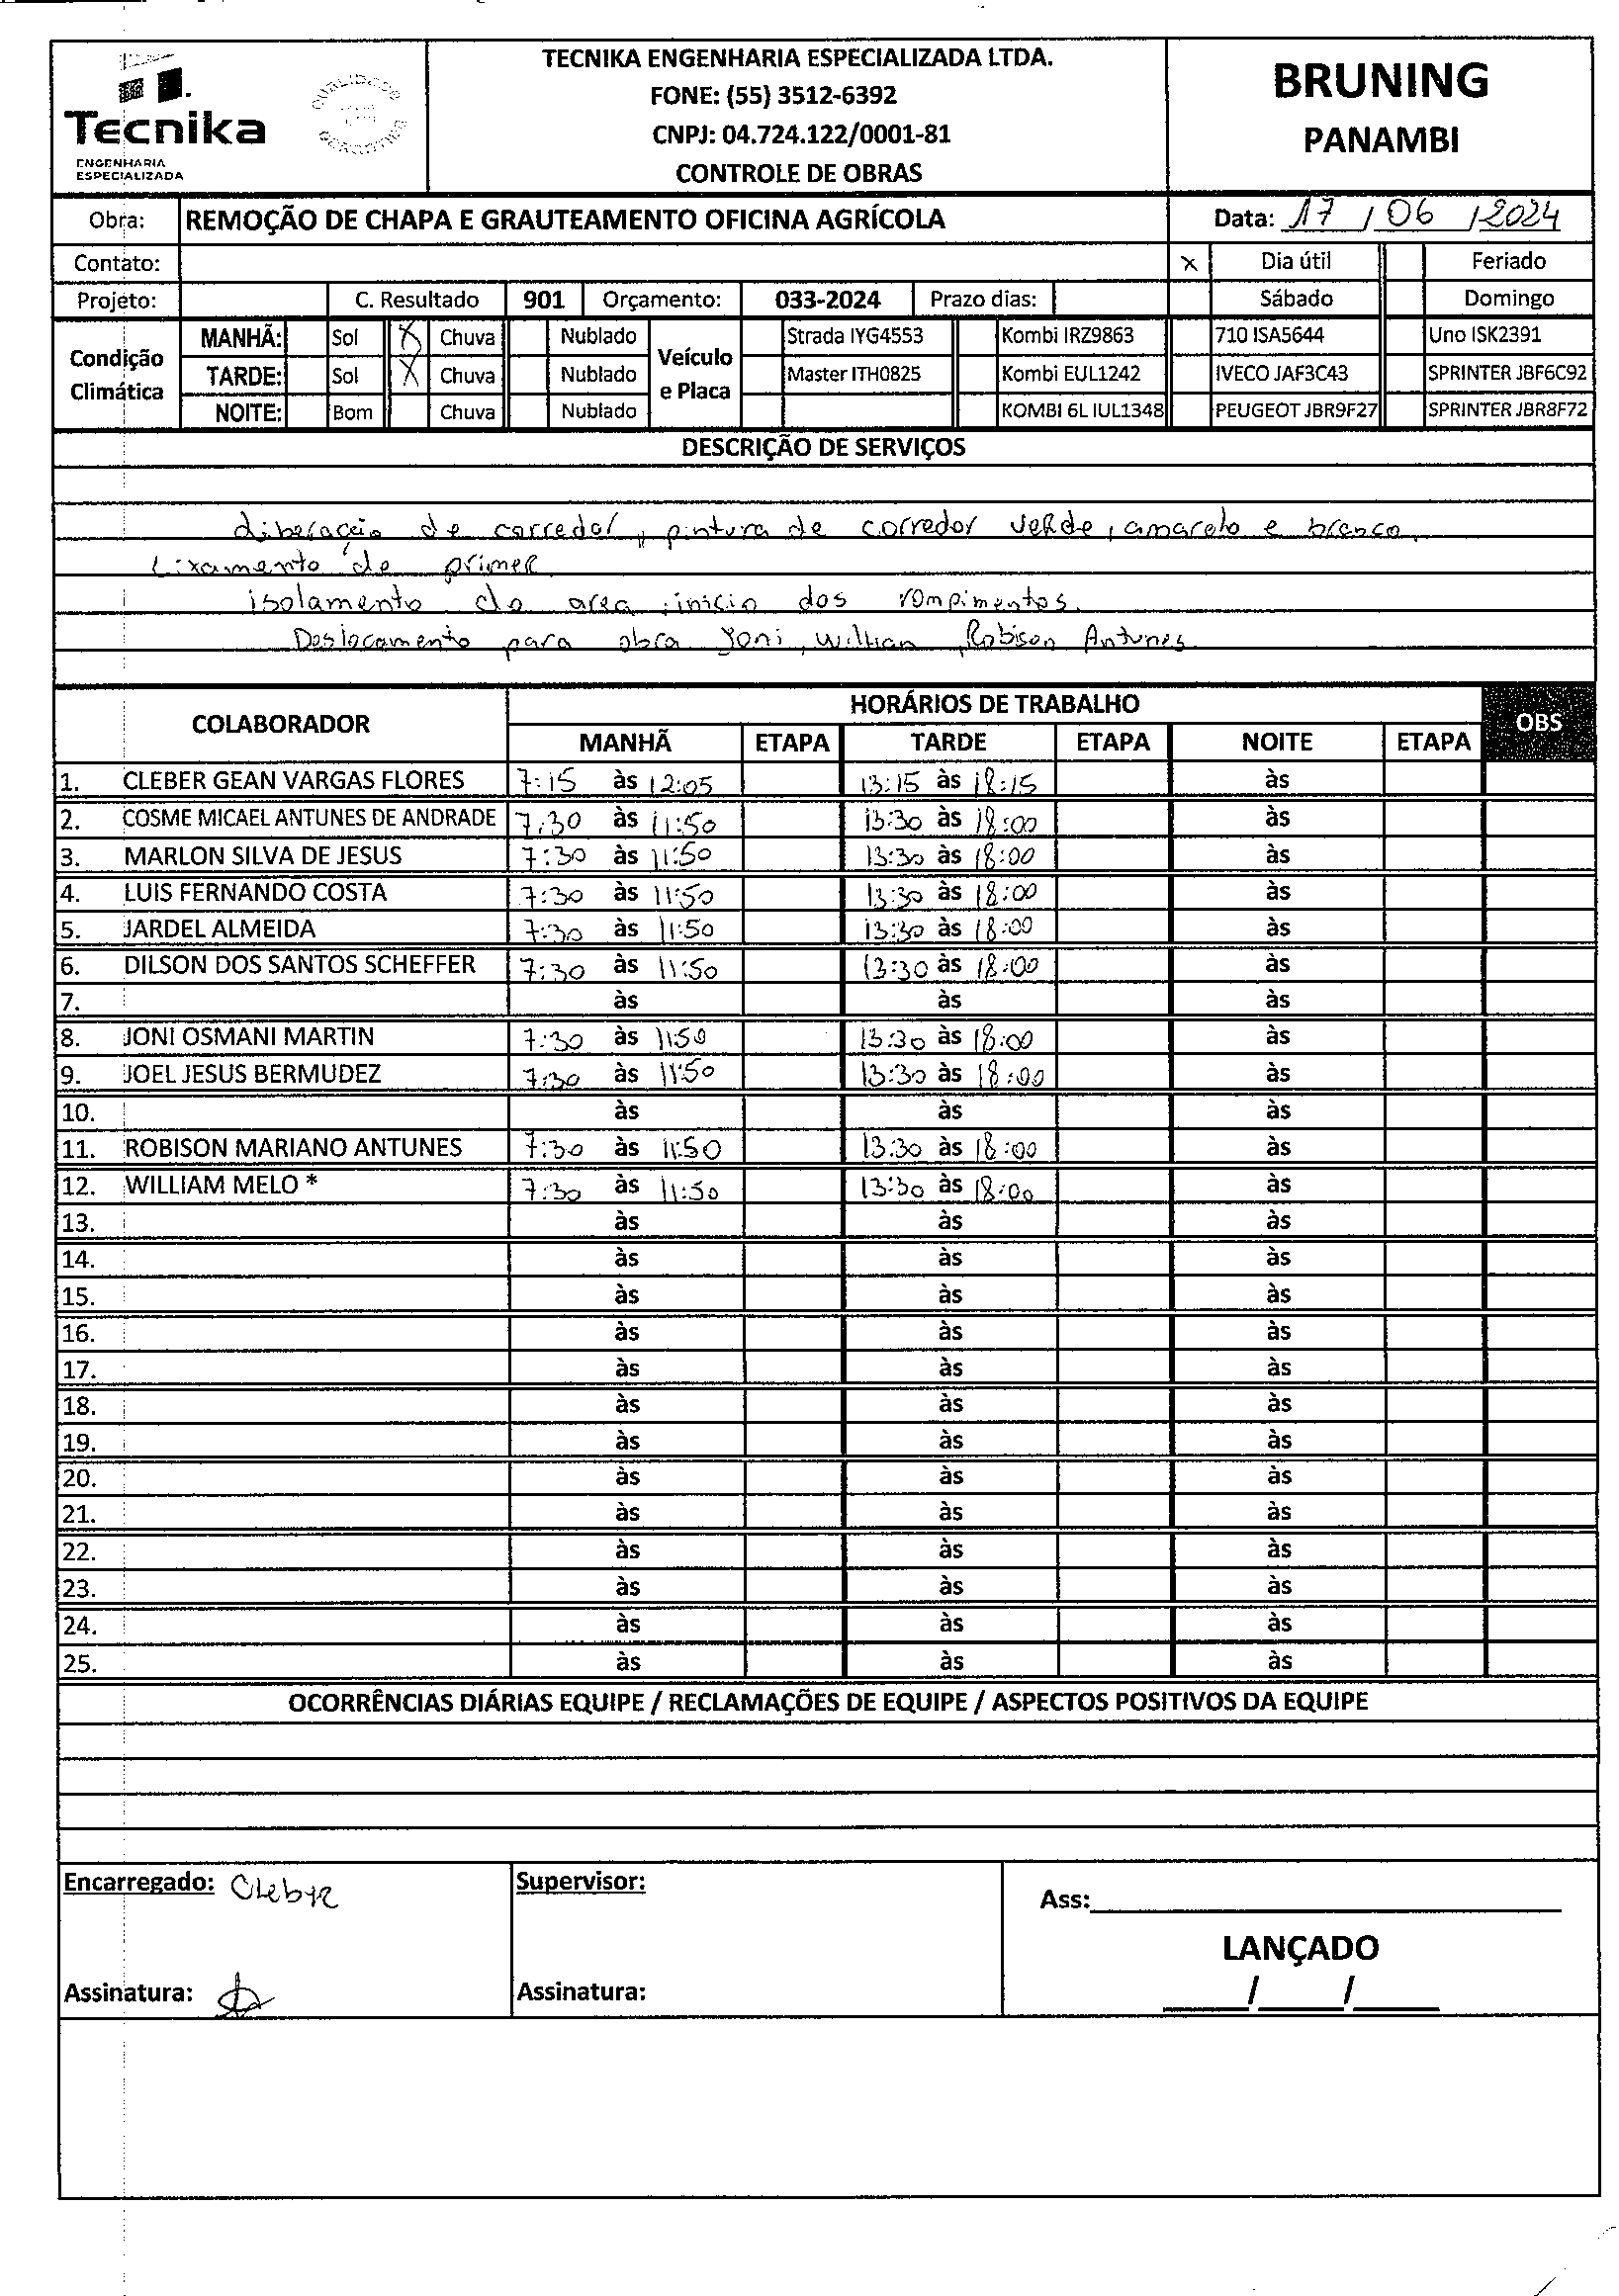 Tecnika
ENGENHARIA
ESPECIALIZADA
QUALIDADE
GARANTIDA
TECNIKA ENGENHARIA ESPECIALIZADA LTDA.
FONE: (55) 3512-6392
CNPJ: 04.724.122/0001-81
CONTROLE DE OBRAS
BRUNING
PANAMBI
Obra: REMOÇÃO DE CHAPA E GRAUTEAMENTO OFICINA AGRÍCOLA Data: 17 / 06 / 2024
Contato: x Dia útil Feriado
Projeto: C. Resultado 901 Orçamento: 033-2024 Prazo dias: Sábado Domingo
Condição Climática
MANHÃ: Sol X Chuva Nublado Veículo e Placa Strada IYG4553 Kombi IRZ9863 710 ISA5644 Uno ISK2391
TARDE: Sol X Chuva Nublado Master ITH0825 Kombi EUL1242 IVECO JAF3C43 SPRINTER JBF6C92
NOITE: Bom Chuva Nublado KOMBI 6L IUL1348 PEUGEOT JBR9F27 SPRINTER JBR8F72
DESCRIÇÃO DE SERVIÇOS
Liberação de corredor, pintura de corredor verde, amarelo e branco.
Lixamento de primer
isolamento da area, inicio dos rompimentos.
Deslocamento para obra Joni, Willian, Robison Antunes.
COLABORADOR HORÁRIOS DE TRABALHO OBS
MANHÃ ETAPA TARDE ETAPA NOITE ETAPA
1. CLEBER GEAN VARGAS FLORES 7:15 às 12:05 13:15 às 18:15 às
2. COSME MICAEL ANTUNES DE ANDRADE 7:30 às 11:50 13:30 às 18:00 às
3. MARLON SILVA DE JESUS 7:30 às 11:50 13:30 às 18:00 às
4. LUIS FERNANDO COSTA 7:30 às 11:50 13:30 às 18:00 às
5. JARDEL ALMEIDA 7:30 às 11:50 13:30 às 18:00 às
6. DILSON DOS SANTOS SCHEFFER 7:30 às 11:50 13:30 às 18:00 às
7. às às às
8. JONI OSMANI MARTIN 7:30 às 11:50 13:30 às 18:00 às
9. JOEL JESUS BERMUDEZ 7:30 às 11:50 13:30 às 18:00 às
10. às às às
11. ROBISON MARIANO ANTUNES 7:30 às 11:50 13:30 às 18:00 às
12. WILLIAM MELO * 7:30 às 11:50 13:30 às 18:00 às
13. às às às
14. às às às
15. às às às
16. às às às
17. às às às
18. às às às
19. às às às
20. às às às
21. às às às
22. às às às
23. às às às
24. às às às
25. às às às
OCORRÊNCIAS DIÁRIAS EQUIPE / RECLAMAÇÕES DE EQUIPE / ASPECTOS POSITIVOS DA EQUIPE
Encarregado: Cleber Supervisor: Ass:
LANÇADO
Assinatura: Assinatura: / /